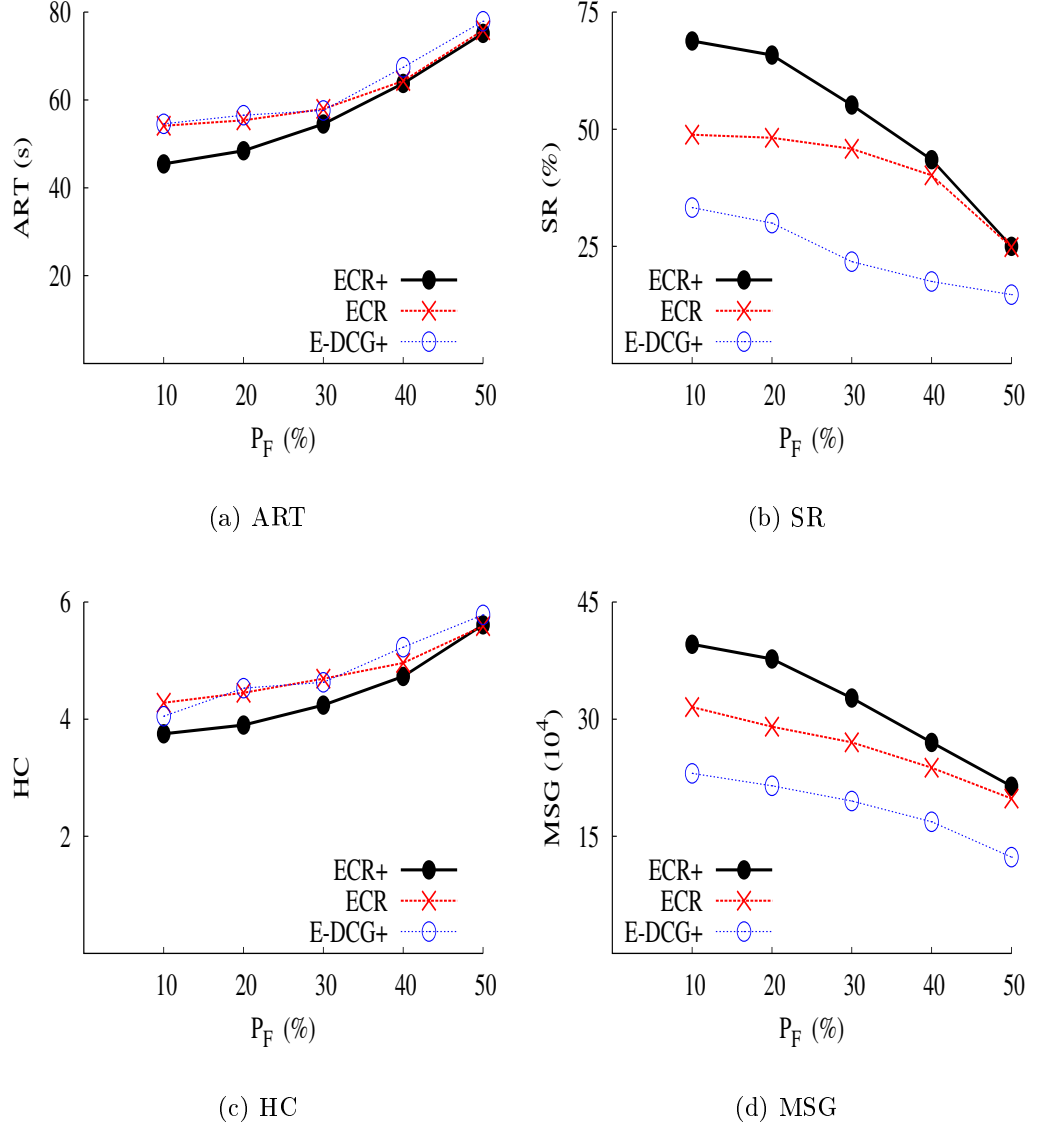 80
60
40
20
ART (s)
ECR+
ECR
E-DCG+
10 20 30 40 50
P_F (%)
(a) ART
75
50
25
SR (%)
ECR+
ECR
E-DCG+
10 20 30 40 50
P_F (%)
(b) SR
6
4
2
HC
ECR+
ECR
E-DCG+
10 20 30 40 50
P_F (%)
(c) HC
45
30
15
MSG (10^4)
ECR+
ECR
E-DCG+
10 20 30 40 50
P_F (%)
(d) MSG